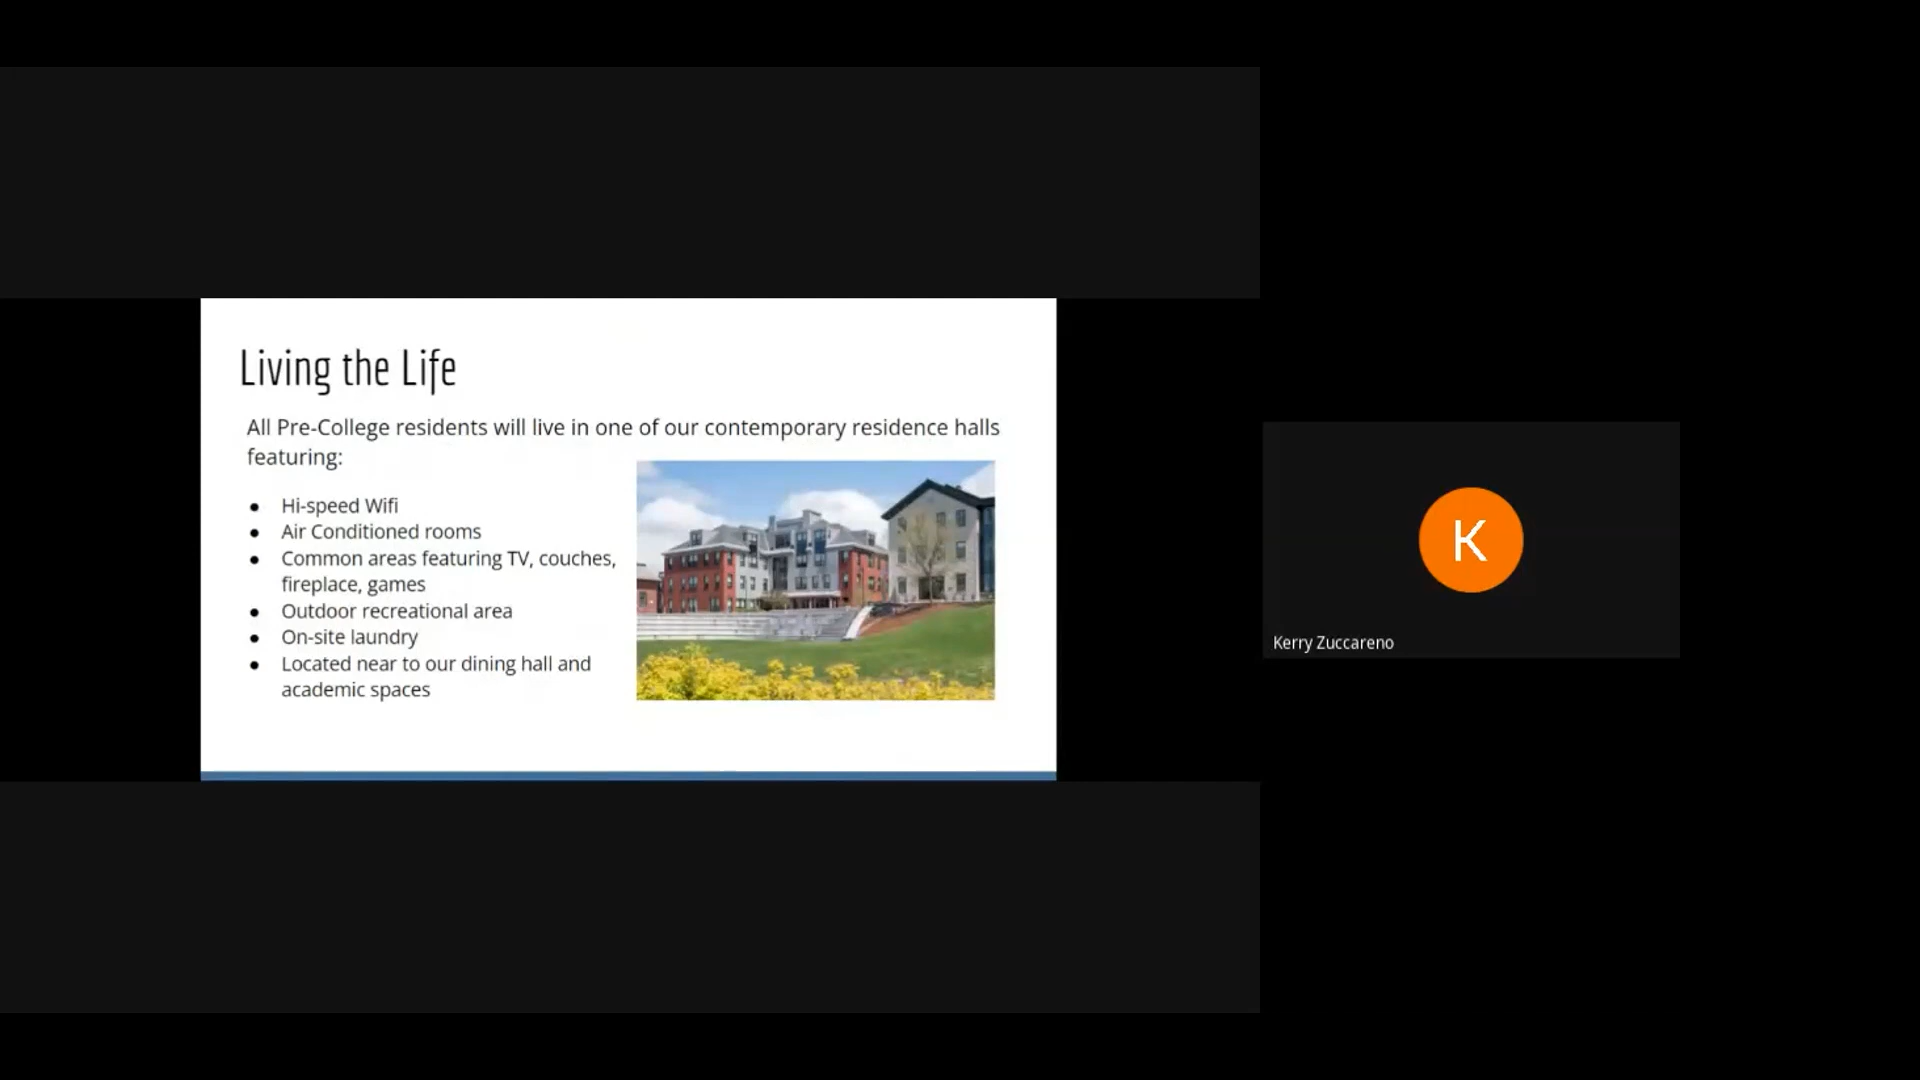 Living the Life
All Pre-College residents will live in one of our contemporary residence halls
featuring:
● Hi-speed Wifi
● Air Conditioned rooms
● Common areas featuring TV, couches,
fireplace, games
● Outdoor recreational area
● On-site laundry
● Located near to our dining hall and
academic spaces
K
Kerry Zuccareno